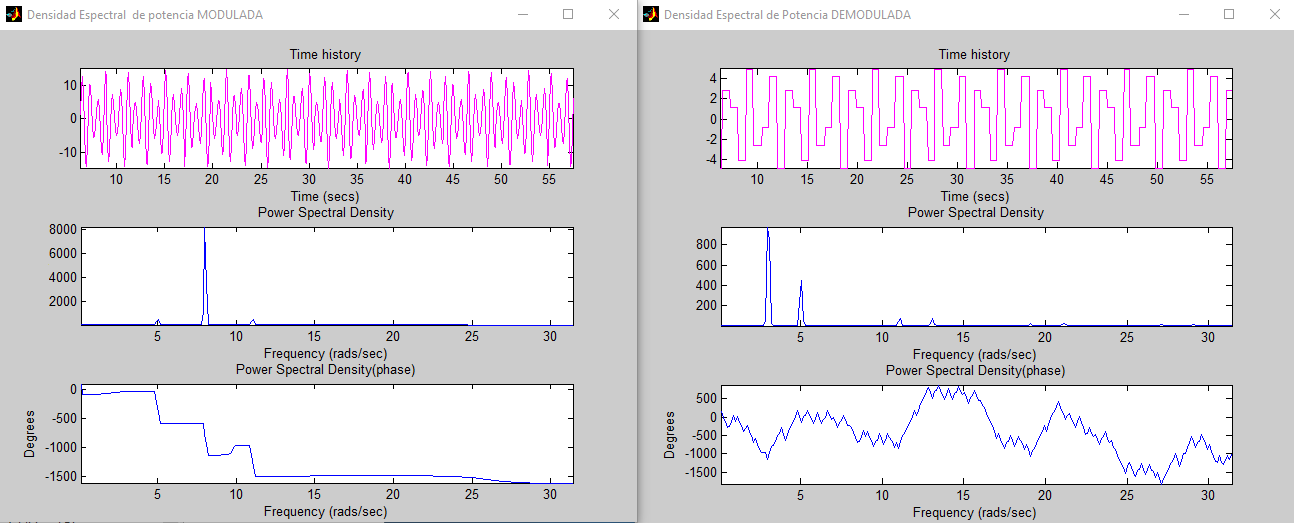 Densidad Espectral  de potencia MODULADA
Time history
10
0
-10
10 15 20 25 30 35 40 45 50 55
Time (secs)
Power Spectral Density
8000
6000
4000
2000
5 10 15 20 25 30
Frequency (rads/sec)
Power Spectral Density(phase)
0
-500
-1000
-1500
Degrees
5 10 15 20 25 30
Frequency (rads/sec)
Densidad Espectral de Potencia DEMODULADA
Time history
4
2
0
-2
-4
10 15 20 25 30 35 40 45 50 55
Time (secs)
Power Spectral Density
800
600
400
200
5 10 15 20 25 30
Frequency (rads/sec)
Power Spectral Density(phase)
500
0
-500
-1000
-1500
Degrees
5 10 15 20 25 30
Frequency (rads/sec)